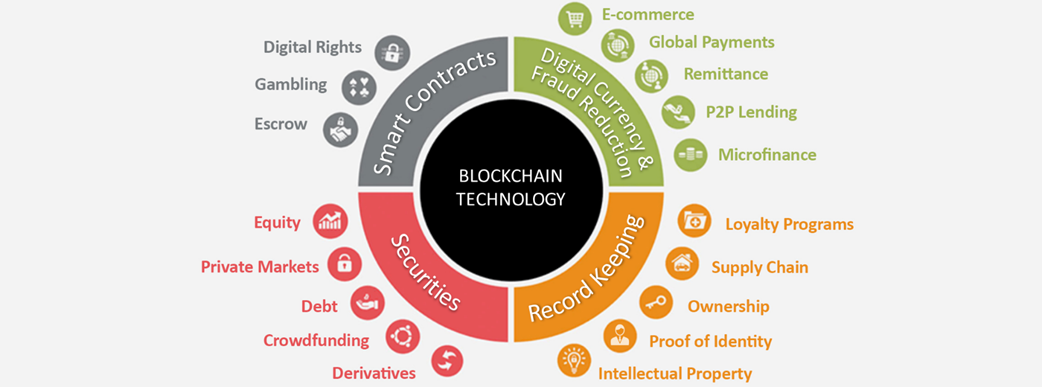 Digital Rights
Gambling
Escrow
Smart Contracts
E-commerce
Global Payments
Remittance
P2P Lending
Microfinance
Digital Currency &
Fraud Reduction
BLOCKCHAIN
TECHNOLOGY
Equity
Private Markets
Debt
Crowdfunding
Derivatives
Securities
Record Keeping
Loyalty Programs
Supply Chain
Ownership
Proof of Identity
Intellectual Property